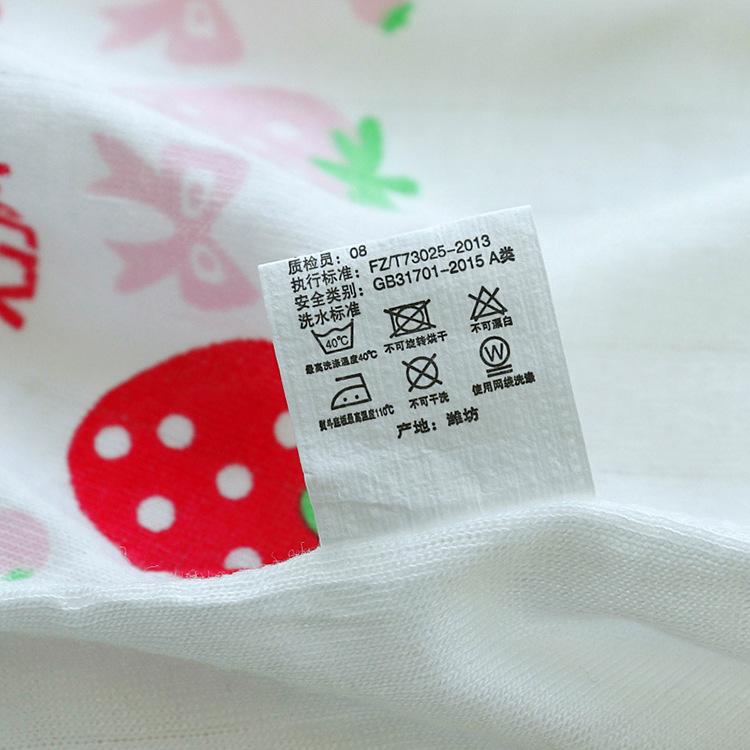 质检员：08
执行标准：FZ/T73025-2013
安全类别：GB31701-2015 A类
洗水标准
40℃
最高洗涤温度40℃
不可旋转烘干
不可漂白
W
熨斗底板最高温度110℃
不可干洗
使用网线洗涤
产地：潍坊